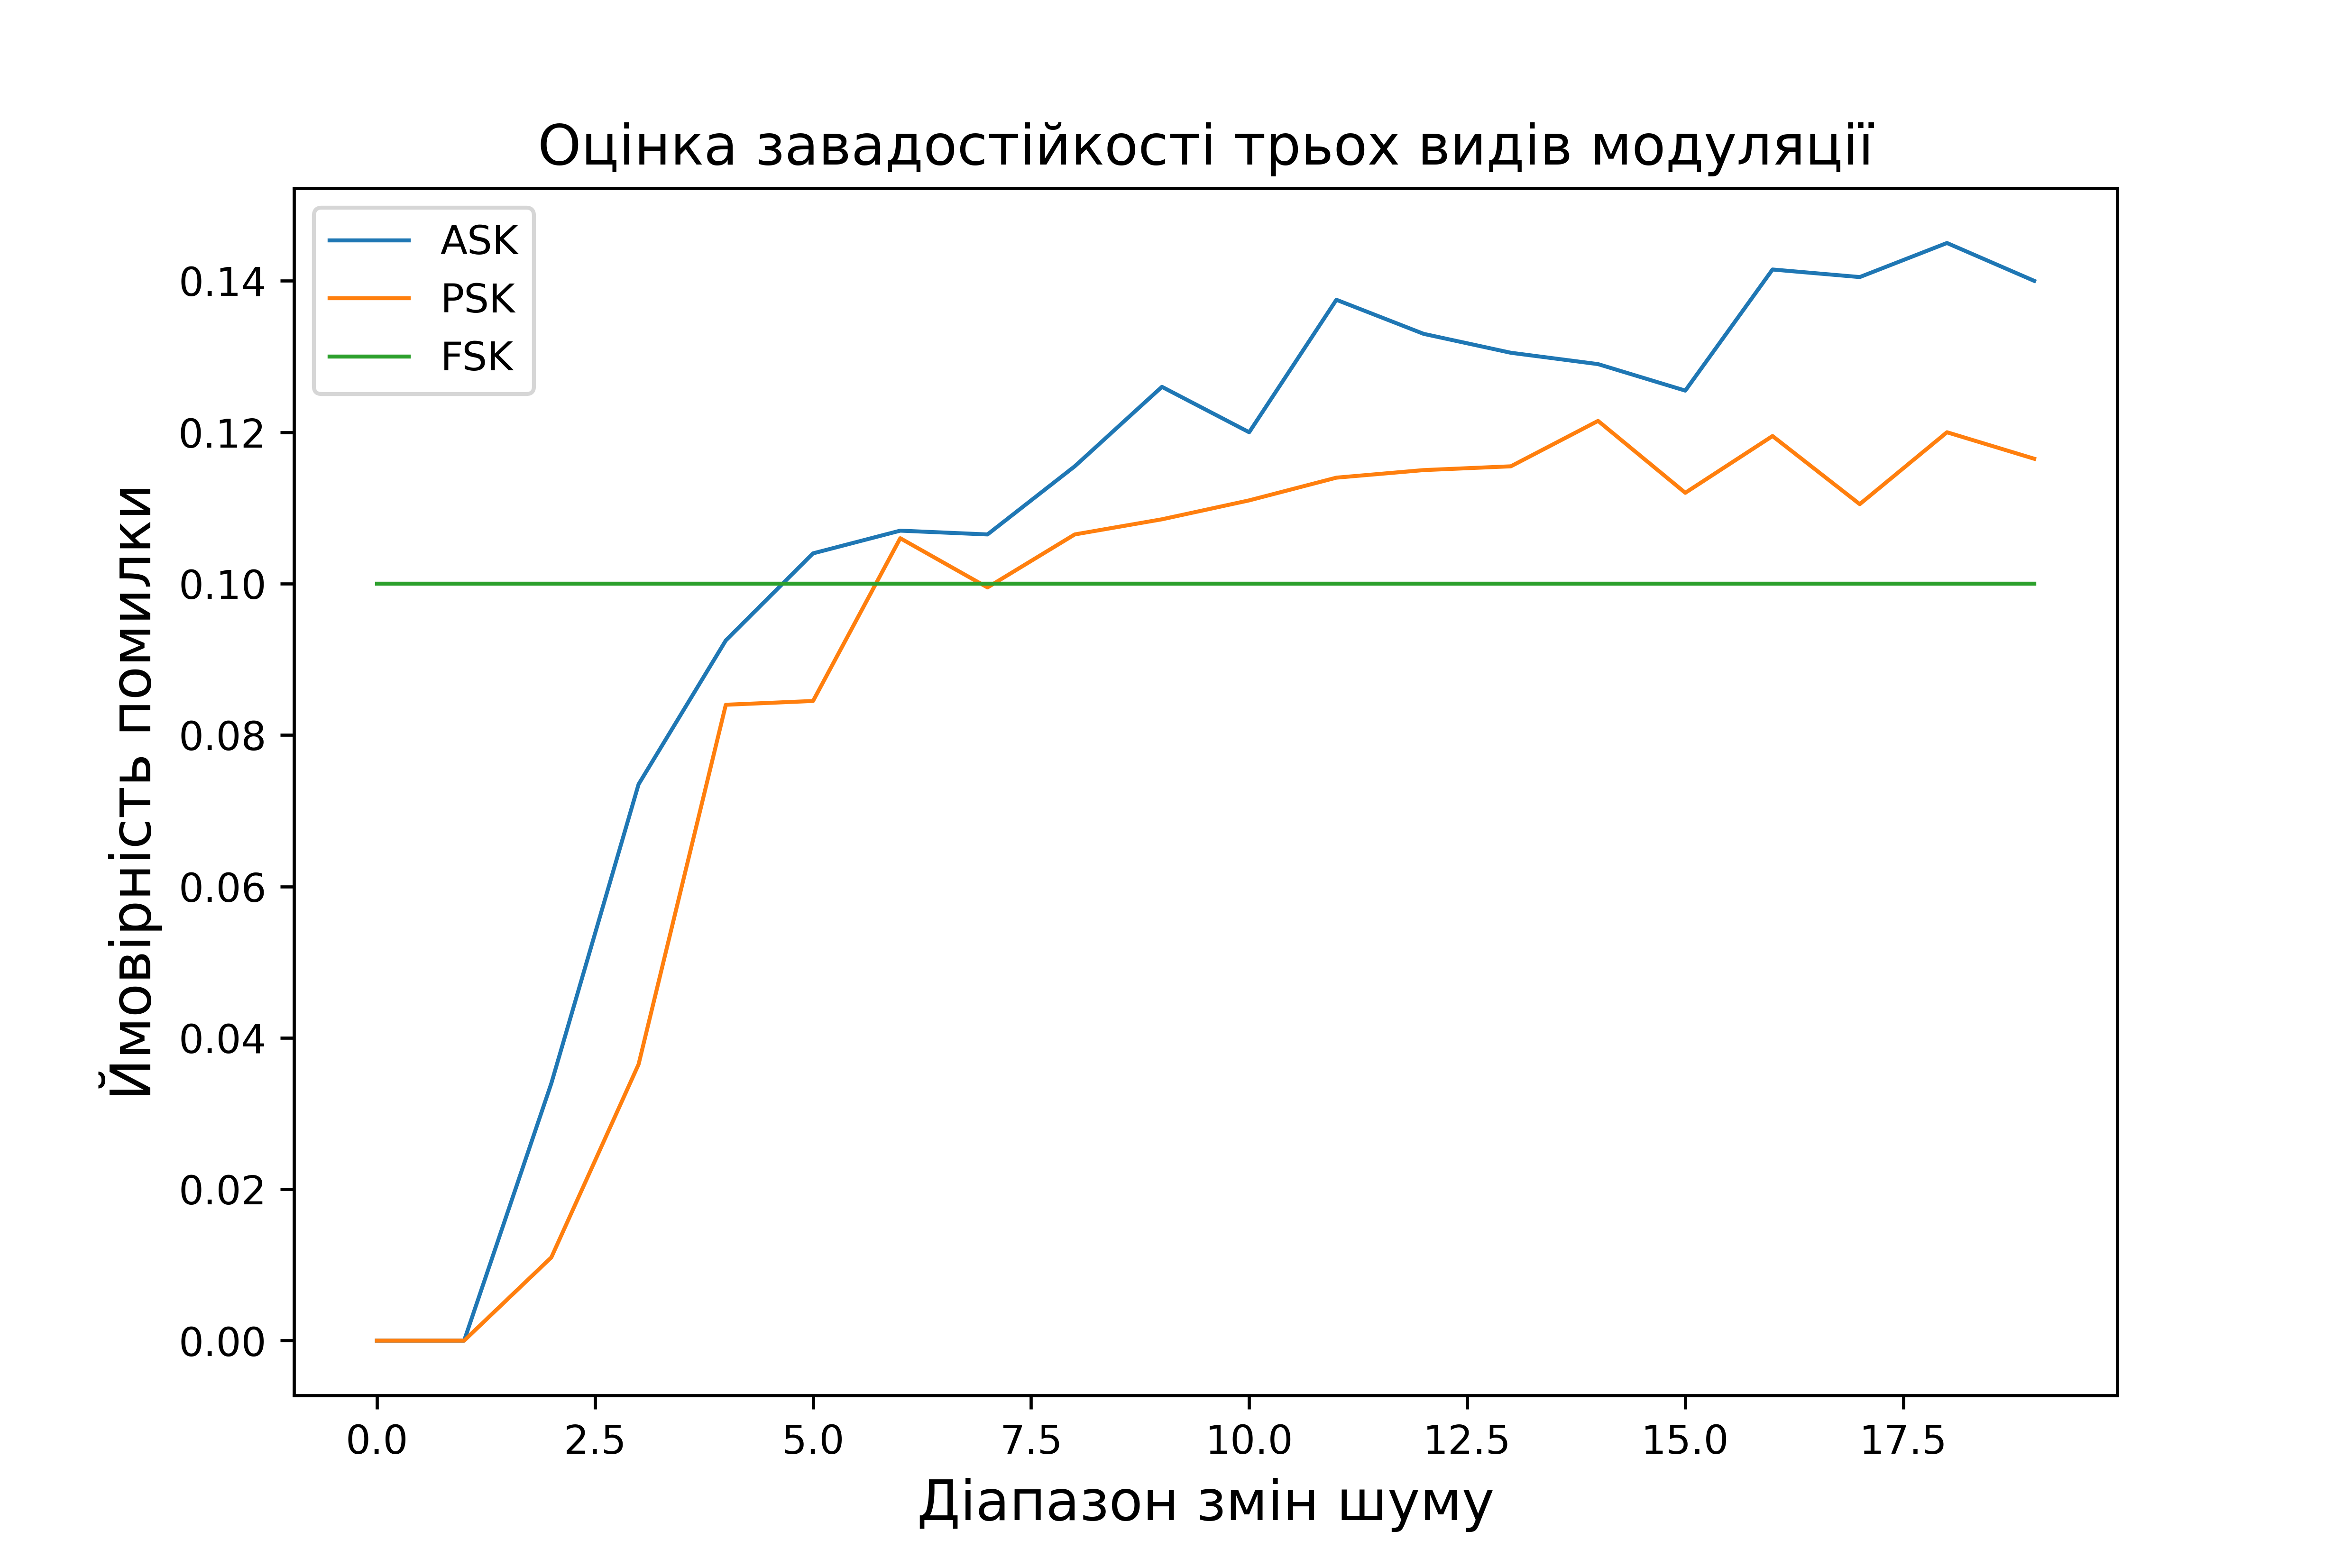 Оцінка завадостійкості трьох видів модуляції
ASK
PSK
FSK
Ймовірність помилки
0.14
0.12
0.10
0.08
0.06
0.04
0.02
0.00
0.0 2.5 5.0 7.5 10.0 12.5 15.0 17.5
Діапазон змін шуму